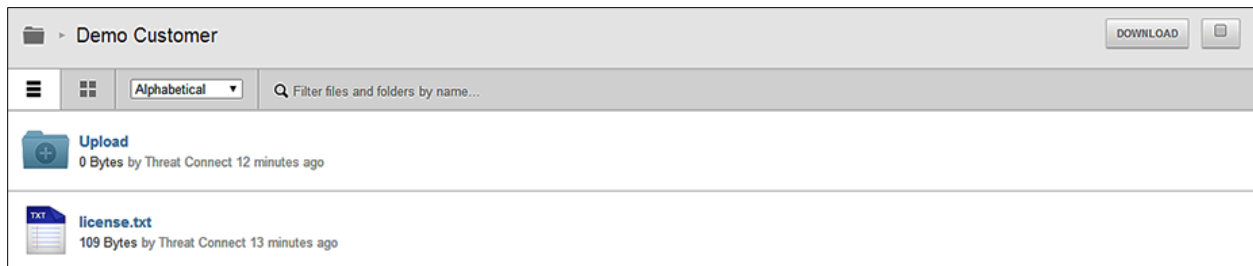 Demo Customer
DOWNLOAD
Alphabetical
Filter files and folders by name...
Upload
0 Bytes by Threat Connect 12 minutes ago
TXT
license.txt
109 Bytes by Threat Connect 13 minutes ago